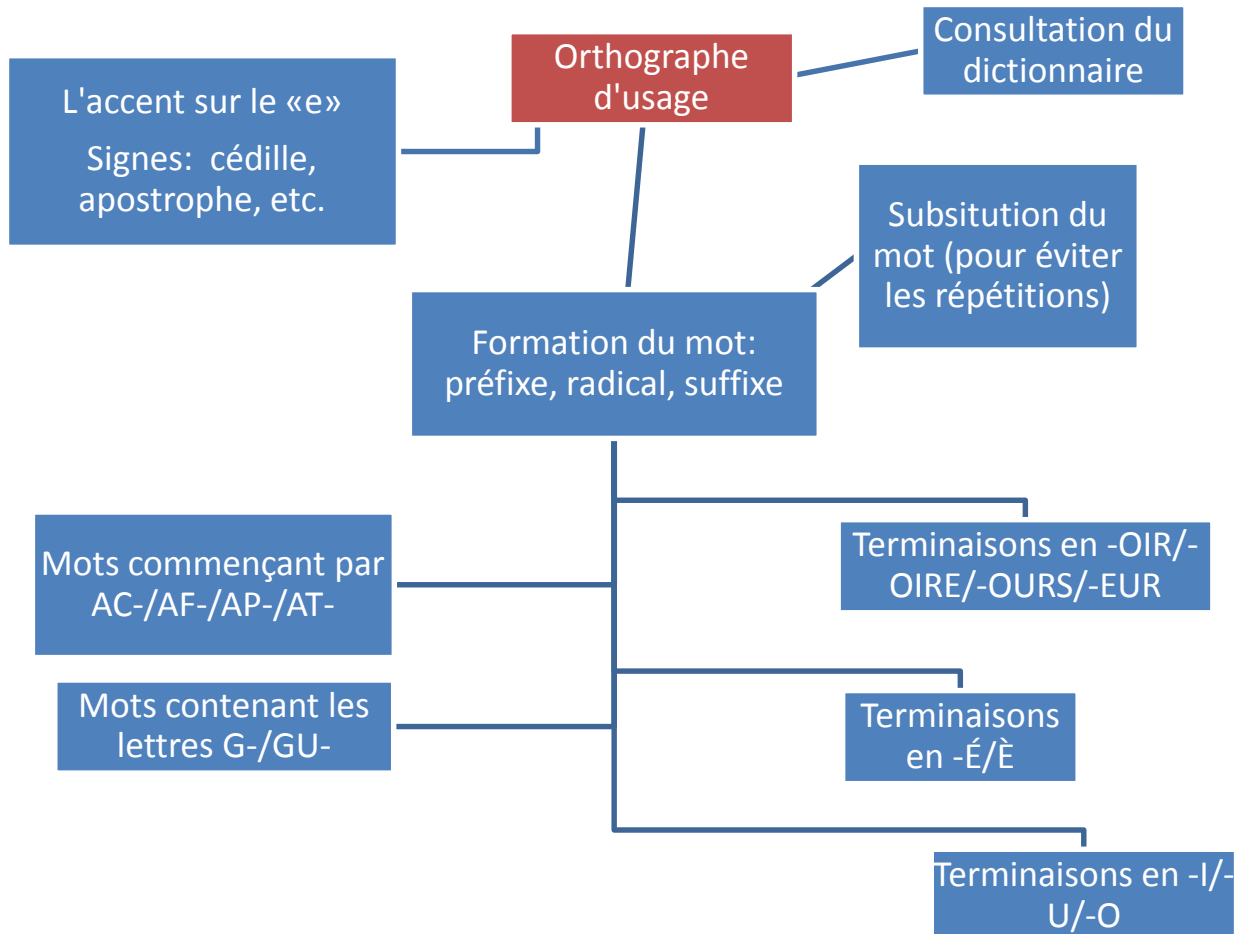 Orthographe
d'usage
Consultation du
dictionnaire
L'accent sur le «e»
Signes: cédille,
apostrophe, etc.
Subsitution du
mot (pour éviter
les répétitions)
Formation du mot:
préfixe, radical, suffixe
Mots commençant par
AC-/AF-/AP-/AT-
Terminaisons en -OIR/-
OIRE/-OURS/-EUR
Mots contenant les
lettres G-/GU-
Terminaisons
en -É/È
Terminaisons en -I/-
U/-O